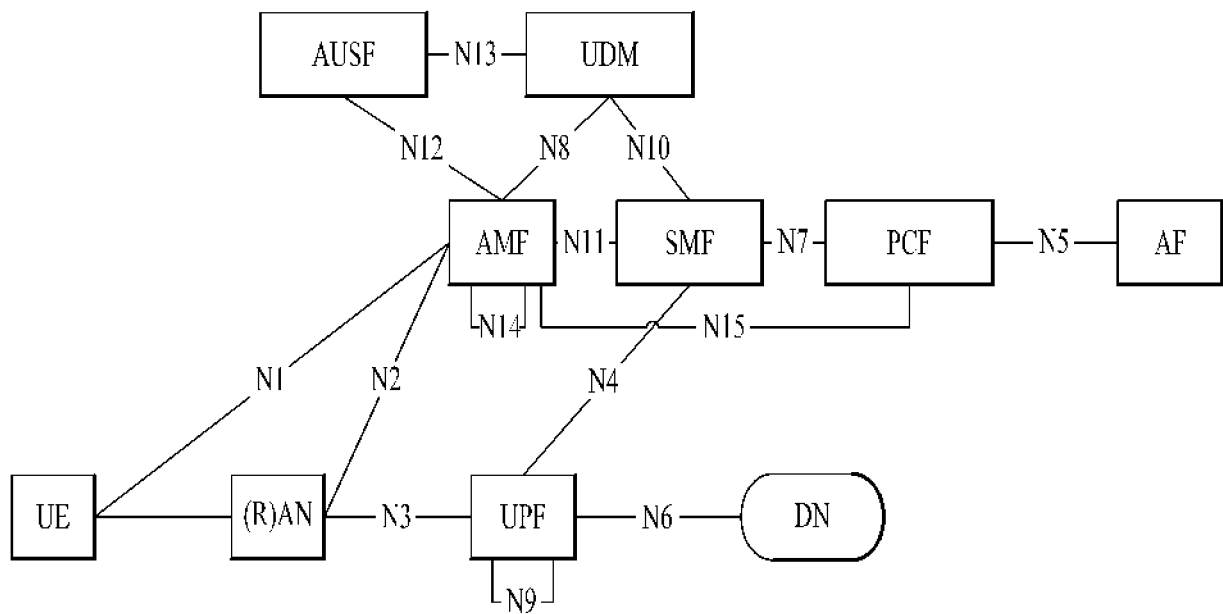 AUSF N13 UDM
N12 N8 N10
AMF N11 SMF N7 PCF N5 AF
N14 N15
N1 N2 N4
UE (R)AN N3 UPF N6 DN
N9